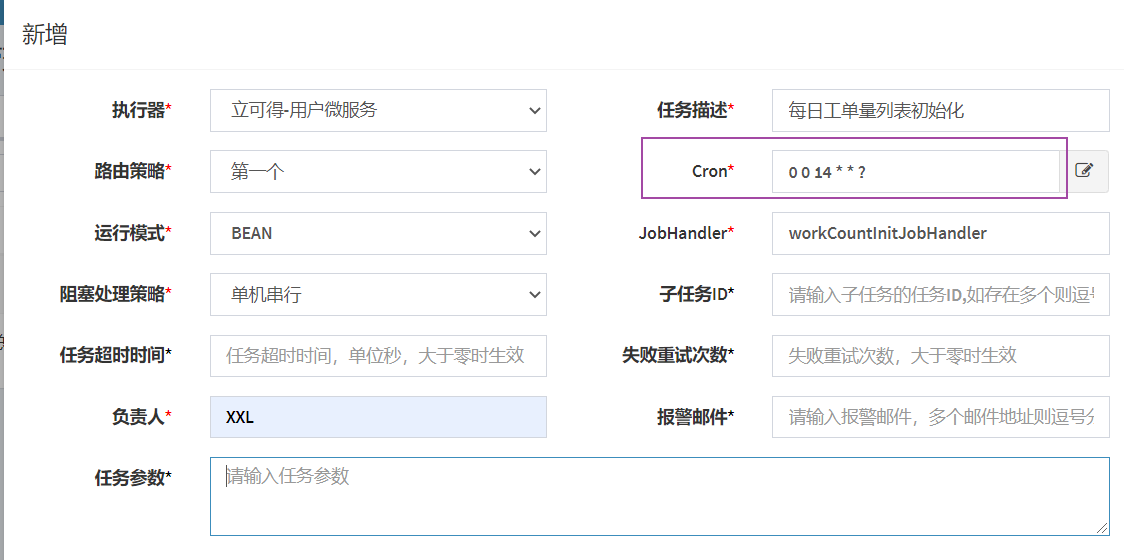 新增
执行器* 立可得-用户微服务 任务描述* 每日工单量列表初始化
路由策略* 第一个 Cron* 0 0 14 * * ?
运行模式* BEAN JobHandler* workCountInitJobHandler
阻塞处理策略* 单机串行 子任务ID* 请输入子任务的任务ID,如存在多个则逗
任务超时时间* 任务超时时间，单位秒，大于零时生效 失败重试次数* 失败重试次数，大于零时生效
负责人* XXL 报警邮件* 请输入报警邮件，多个邮件地址则逗号分
任务参数* 请输入任务参数